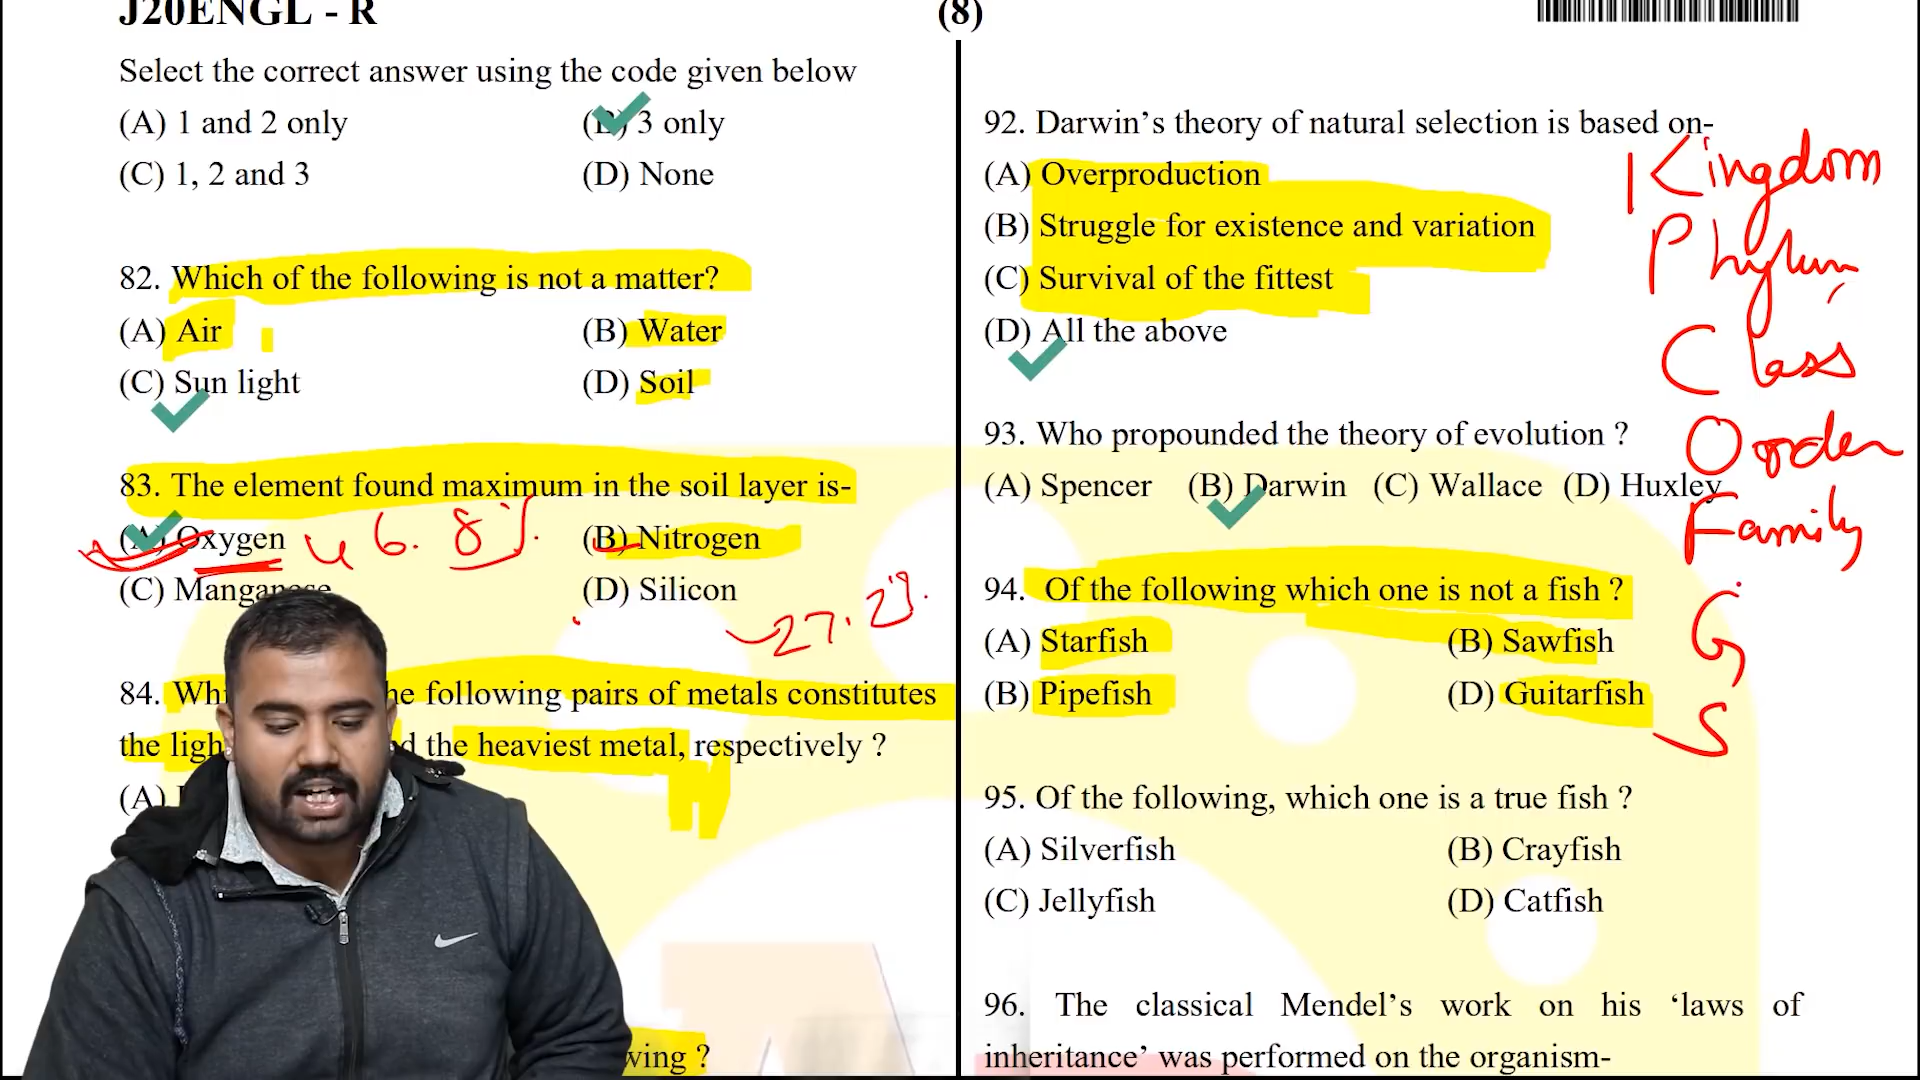 J20ENGL - R
(8)
Select the correct answer using the code given below
(A) 1 and 2 only (B) 3 only
(C) 1, 2 and 3 (D) None
82. Which of the following is not a matter?
(A) Air (B) Water
(C) Sun light (D) Soil
83. The element found maximum in the soil layer is-
(A) Oxygen 46.8%. (B) Nitrogen
(C) Manganese (D) Silicon
27.2%.
84. he following pairs of metals constitutes
the heaviest metal, respectively ?
(A)
wing ?
92. Darwin's theory of natural selection is based on-
(A) Overproduction
(B) Struggle for existence and variation
(C) Survival of the fittest
(D) All the above
93. Who propounded the theory of evolution ?
(A) Spencer (B) Darwin (C) Wallace (D) Huxley
94. Of the following which one is not a fish ?
(A) Starfish (B) Sawfish
(B) Pipefish (D) Guitarfish
95. Of the following, which one is a true fish ?
(A) Silverfish (B) Crayfish
(C) Jellyfish (D) Catfish
96. The classical Mendel's work on his ‘laws of
inheritance’ was performed on the organism-
Kingdom
Phylum
Class
Order
Family
G
S